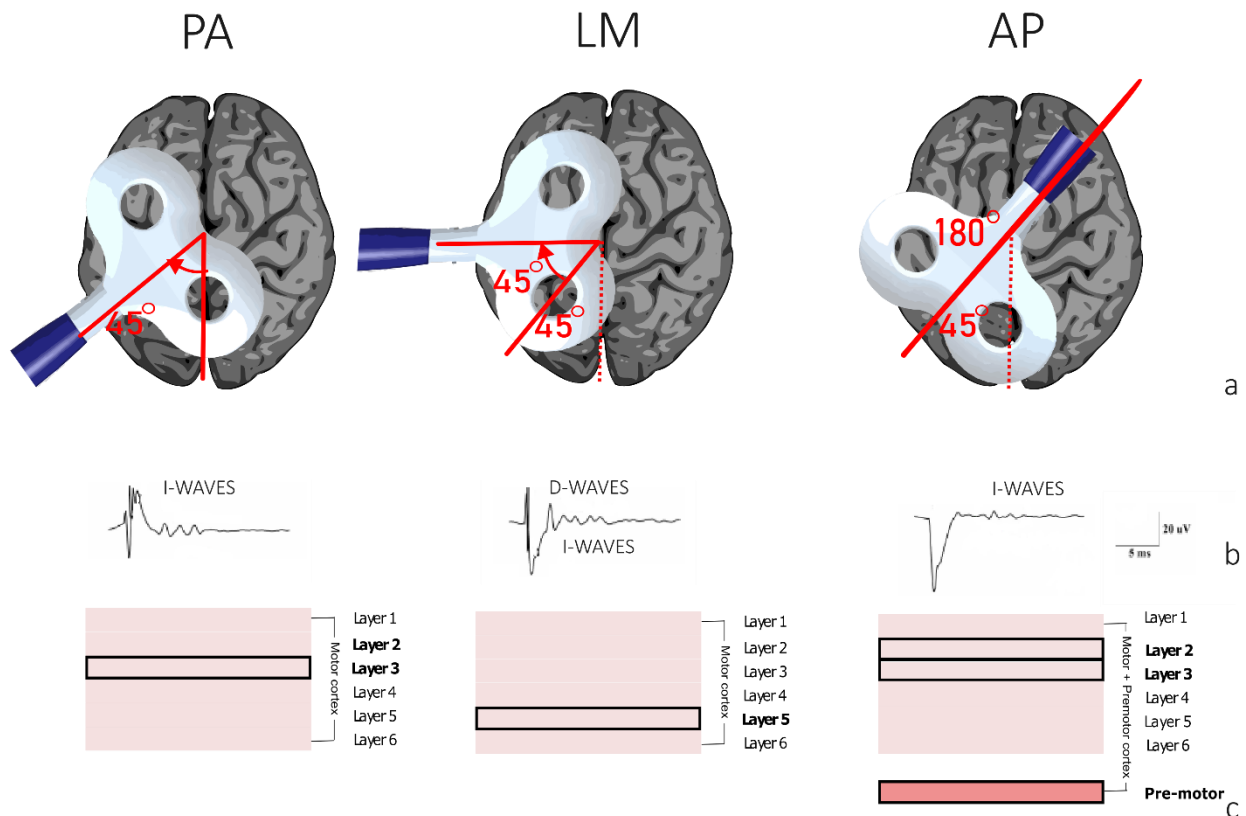 PA
LM
AP
45°
45°
45°
180°
45°
a
I-WAVES
D-WAVES
I-WAVES
I-WAVES
20 uV
5 ms
b
Layer 1
Layer 2
Layer 3
Layer 4
Layer 5
Layer 6
Motor cortex
Layer 1
Layer 2
Layer 3
Layer 4
Layer 5
Layer 6
Motor cortex
Layer 1
Layer 2
Layer 3
Layer 4
Layer 5
Layer 6
Motor + Premotor cortex
Pre-motor
c